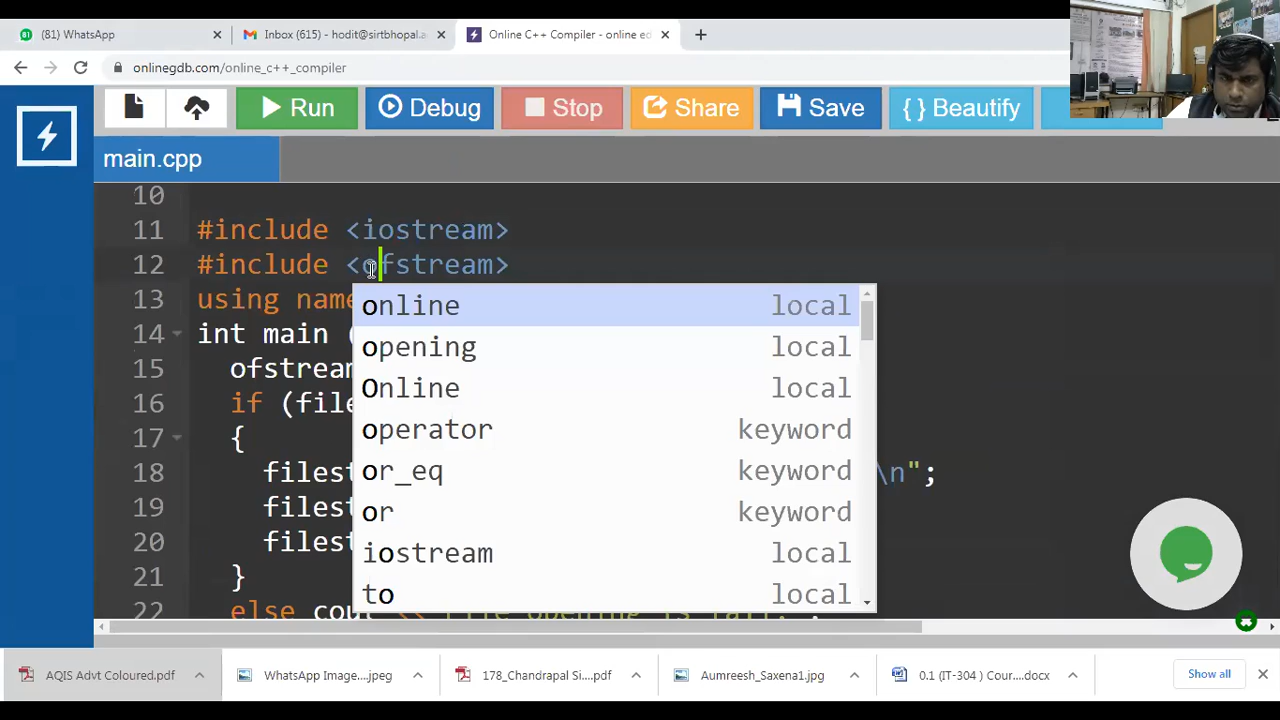 (81) WhatsApp
Inbox (615) - hodit@sirtbhopal.c
Online C++ Compiler - online edi
onlinegdb.com/online_c++_compiler
Run
Debug
Stop
Share
Save
{ } Beautify
main.cpp
10
11 #include <iostream>
12 #include <ofstream>
13 using name
14 int main (
15 ofstream
16 if (file
17 {
18 filest \n";
19 filest
20 filest
21 }
22 else cout <<
online local
opening local
Online local
operator keyword
or_eq keyword
or keyword
iostream local
to local
AQIS Advt Coloured.pdf
WhatsApp Image....jpeg
178_Chandrapal Si....pdf
Aumreesh_Saxena1.jpg
0.1 (IT-304 ) Cour....docx
Show all